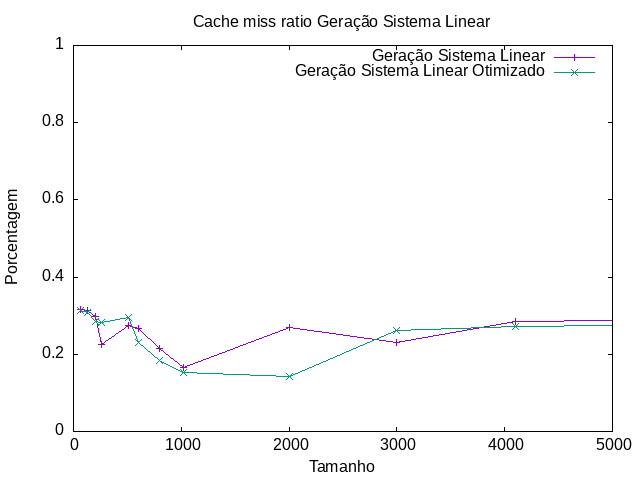 Cache miss ratio Geração Sistema Linear
Geração Sistema Linear
Geração Sistema Linear Otimizado
1
0.8
0.6
0.4
0.2
0
Porcentagem
0 1000 2000 3000 4000 5000
Tamanho